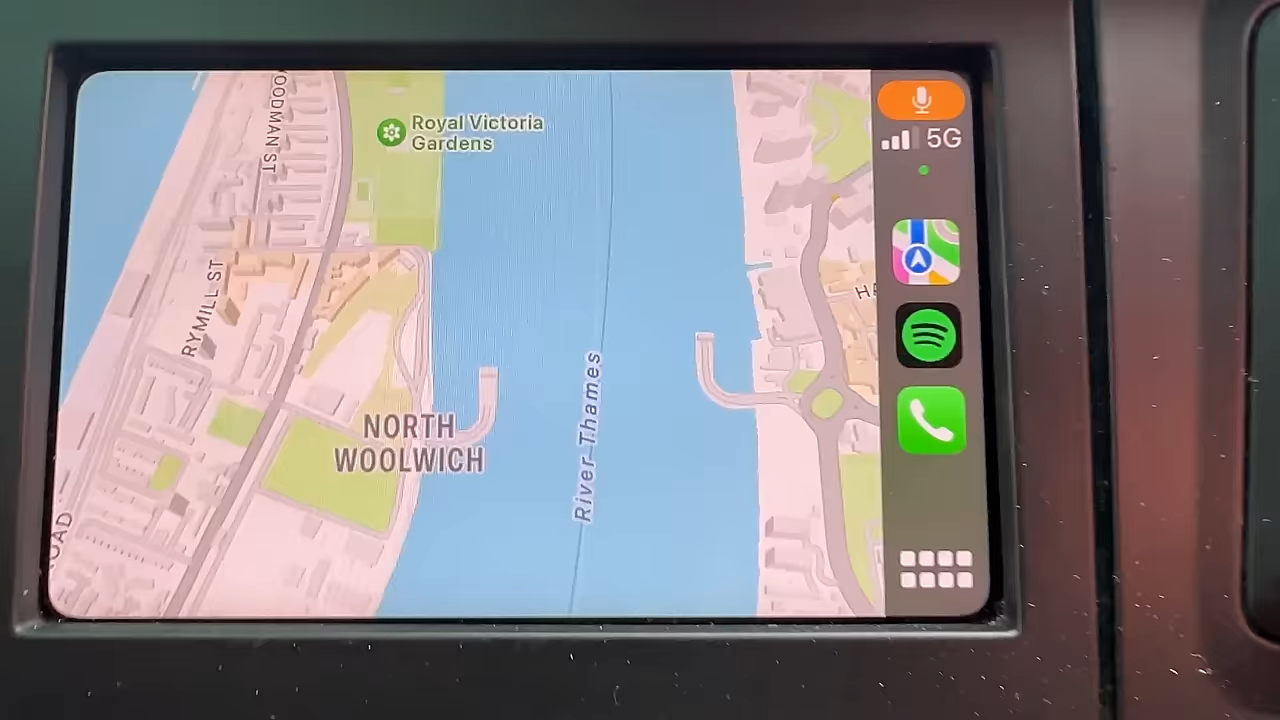 WOODMAN ST
Royal Victoria
Gardens
5G
RYMILL ST
NORTH
WOOLWICH
River Thames